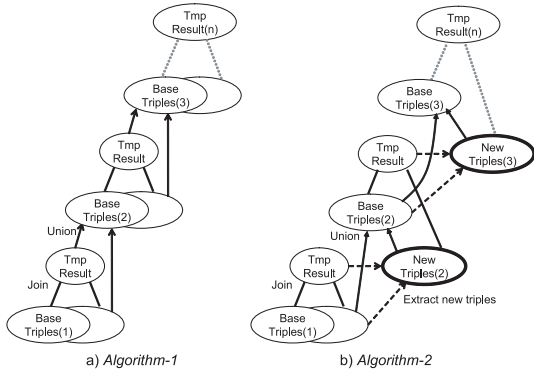 Tmp
Result(n)
Base
Triples(3)
Tmp
Result
Base
Triples(2)
Union
Tmp
Result
Join
Base
Triples(1)
a) Algorithm-1
Tmp
Result(n)
Base
Triples(3)
Tmp
Result
New
Triples(3)
Base
Triples(2)
Union
Tmp
Result
New
Triples(2)
Join
Extract new triples
Base
Triples(1)
b) Algorithm-2